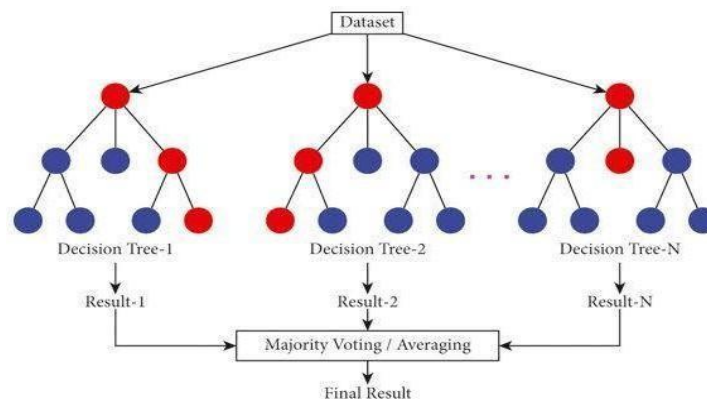 Dataset
Decision Tree-1
Decision Tree-2
Decision Tree-N
Result-1
Result-2
Result-N
Majority Voting / Averaging
Final Result